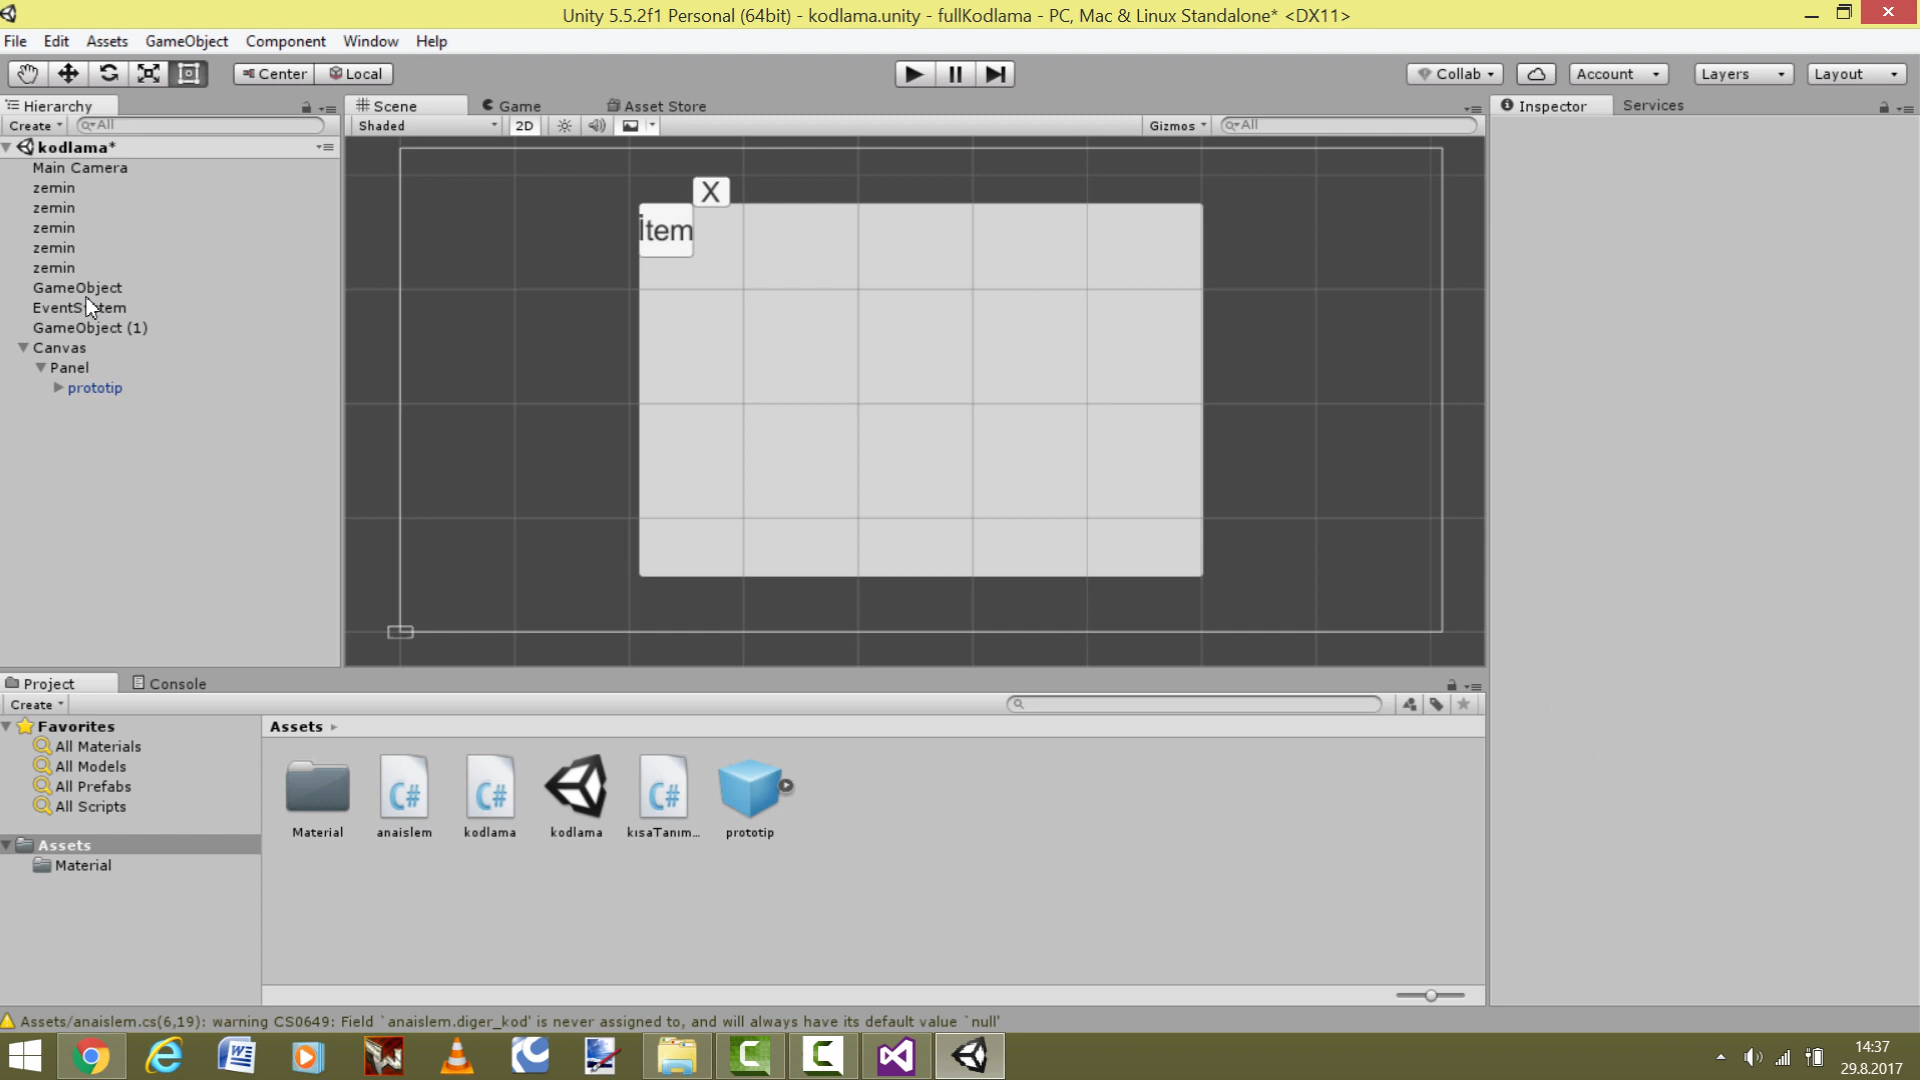 Unity 5.5.2f1 Personal (64bit) - kodlama.unity - fullKodlama - PC, Mac & Linux Standalone* <DX11>
File Edit Assets GameObject Component Window Help
Center Local Collab Account Layers Layout
Hierarchy Scene Game Asset Store Inspector Services
Create All Shaded 2D Gizmos All
kodlama*
Main Camera
zemin
zemin
zemin
zemin
zemin
GameObject
EventSystem
GameObject (1)
Canvas
Panel
prototip
X
İtem
Project Console
Create
Favorites
All Materials
All Models
All Prefabs
All Scripts
Assets
Material
Assets
Material anaislem kodlama kodlama kısaTanım... prototip
Assets/anaislem.cs(6,19): warning CS0649: Field `anaislem.diger_kod' is never assigned to, and will always have its default value `null'
14:37
29.8.2017